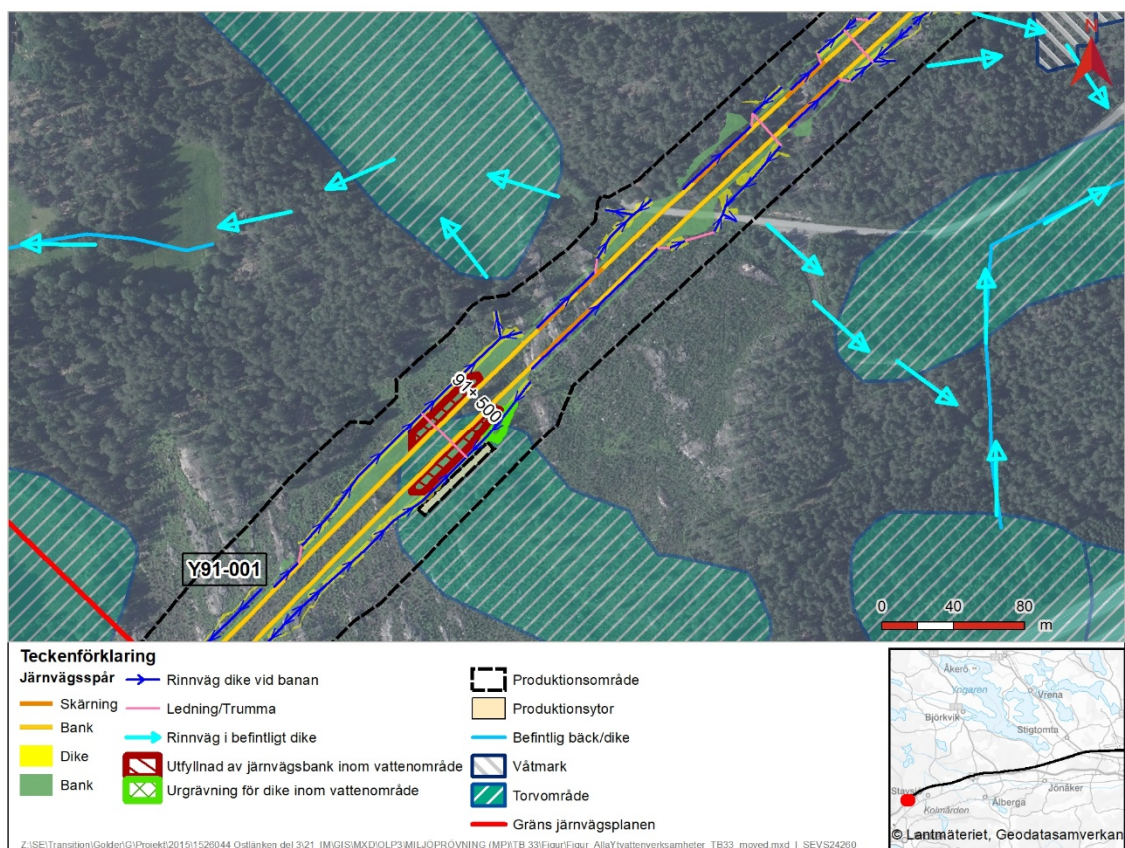 N
91+500
Y91-001
0 40 80
m
Teckenförklaring
Järnvägsspår
Skärning
Bank
Dike
Bank
Rinnväg dike vid banan
Ledning/Trumma
Rinnväg i befintligt dike
Utfyllnad av järnvägsbank inom vattenområde
Urgrävning för dike inom vattenområde
Produktionsområde
Produktionsytor
Befintlig bäck/dike
Våtmark
Torvområde
Gräns järnvägsplanen
Åkerö
Yngaren
Vrena
Björkvik
Stigtomta
Stavsjö
Jönåker
Ålberga
Kolmården
© Lantmäteriet, Geodatasamverkan